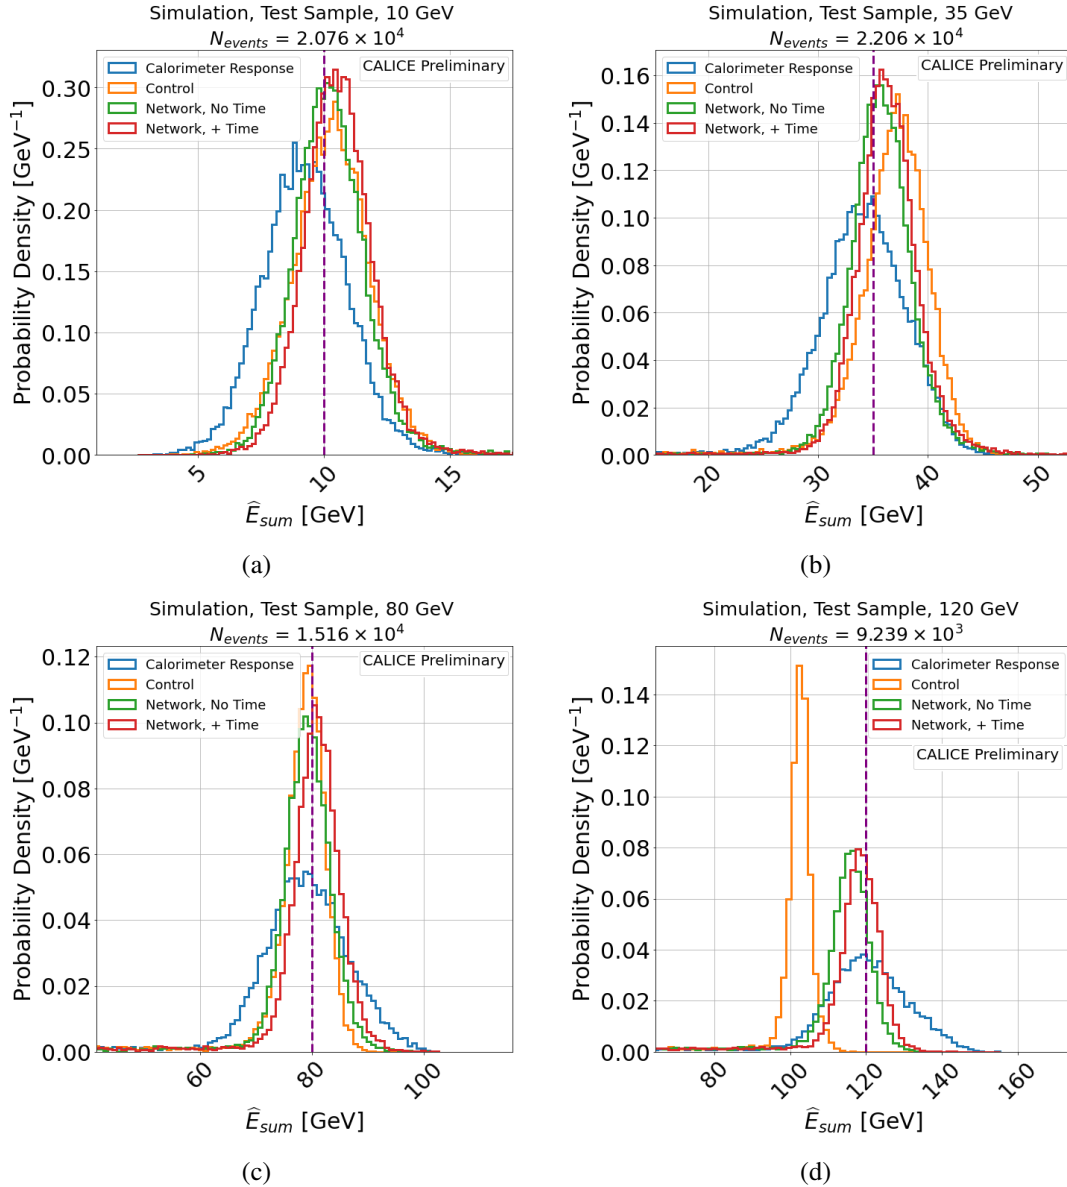 Simulation, Test Sample, 10 GeV
N_events = 2.076 × 10^4
CALICE Preliminary
Calorimeter Response
Control
Network, No Time
Network, + Time
Probability Density [GeV^−1]
0.30
0.25
0.20
0.15
0.10
0.05
0.00
5
10
15
Ê_sum [GeV]
(a)
Simulation, Test Sample, 35 GeV
N_events = 2.206 × 10^4
CALICE Preliminary
Calorimeter Response
Control
Network, No Time
Network, + Time
Probability Density [GeV^−1]
0.16
0.14
0.12
0.10
0.08
0.06
0.04
0.02
0.00
20
30
40
50
Ê_sum [GeV]
(b)
Simulation, Test Sample, 80 GeV
N_events = 1.516 × 10^4
CALICE Preliminary
Calorimeter Response
Control
Network, No Time
Network, + Time
Probability Density [GeV^−1]
0.12
0.10
0.08
0.06
0.04
0.02
0.00
60
80
100
Ê_sum [GeV]
(c)
Simulation, Test Sample, 120 GeV
N_events = 9.239 × 10^3
Calorimeter Response
Control
Network, No Time
Network, + Time
CALICE Preliminary
Probability Density [GeV^−1]
0.14
0.12
0.10
0.08
0.06
0.04
0.02
0.00
80
100
120
140
160
Ê_sum [GeV]
(d)